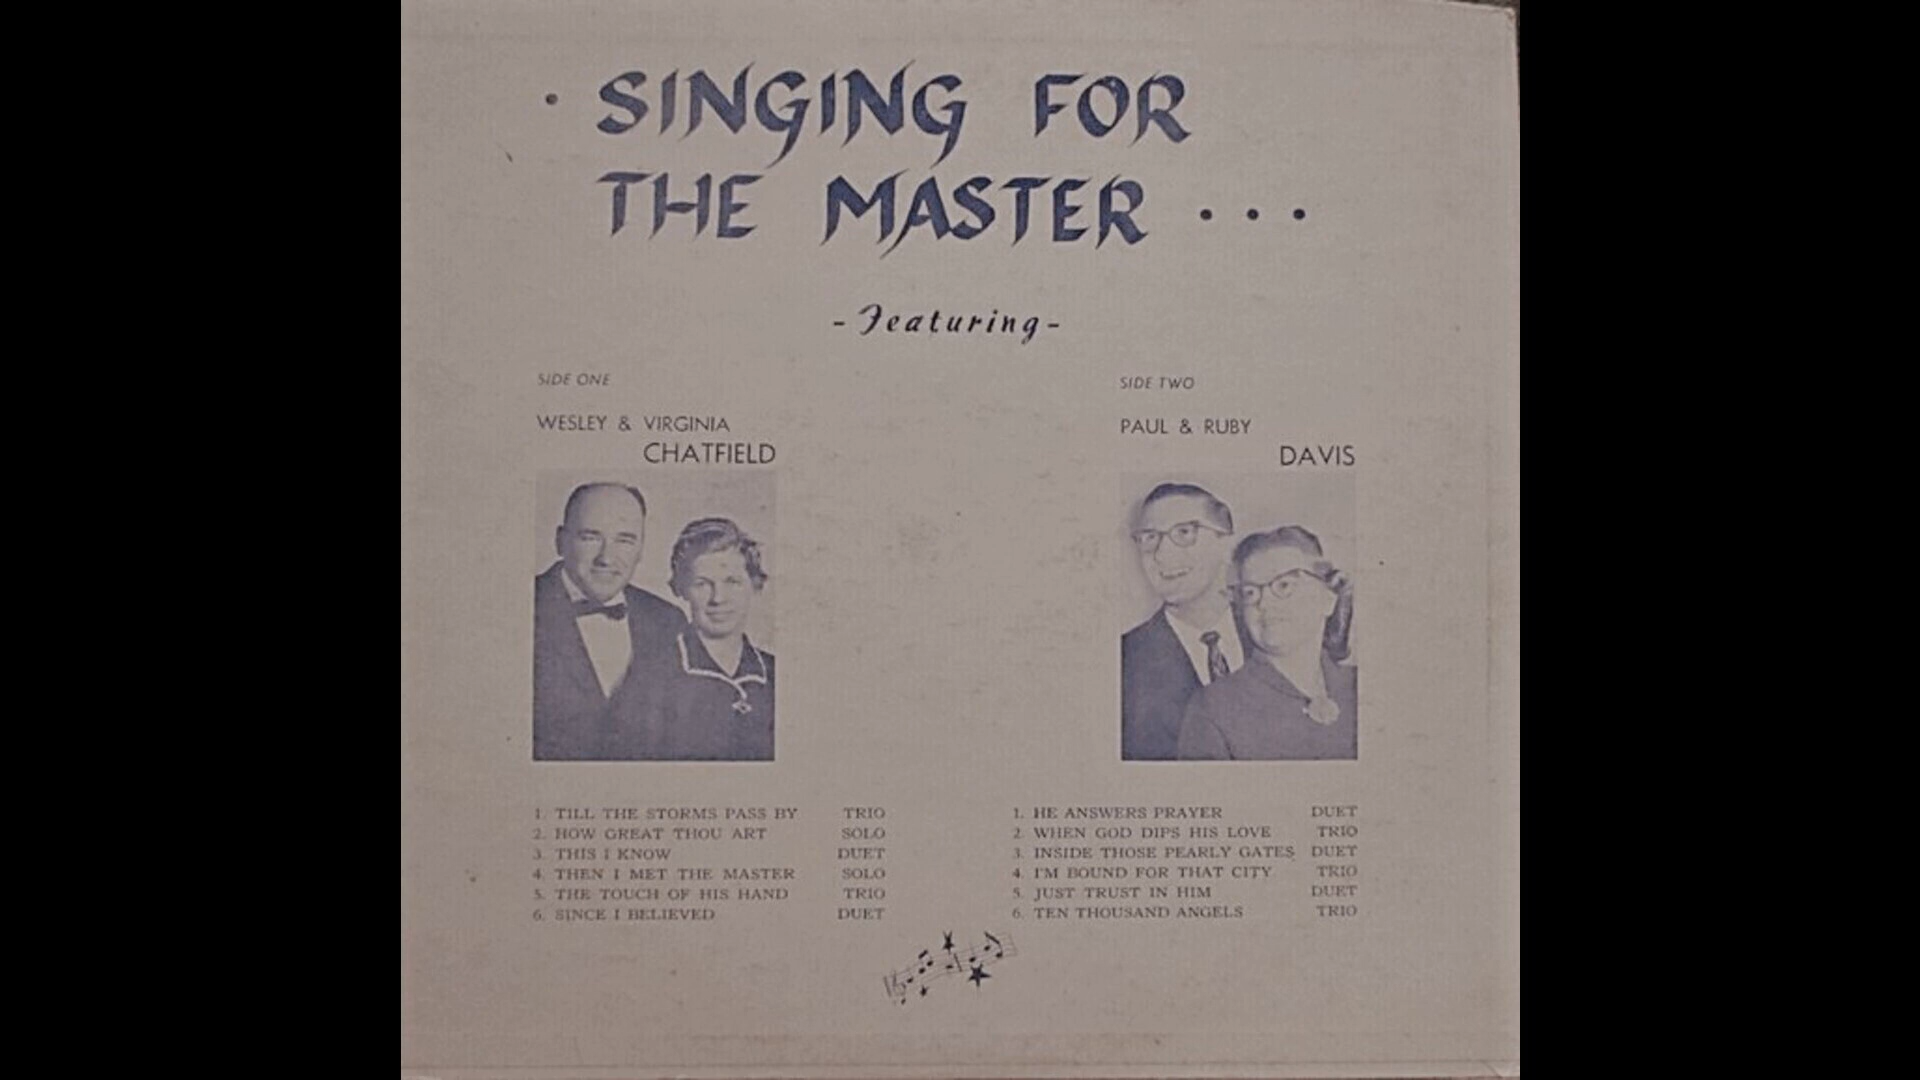 · SINGING FOR
THE MASTER . . .
- Featuring -
SIDE ONE
WESLEY & VIRGINIA
CHATFIELD
1. TILL THE STORMS PASS BY TRIO
2. HOW GREAT THOU ART SOLO
3. THIS I KNOW DUET
4. THEN I MET THE MASTER SOLO
5. THE TOUCH OF HIS HAND TRIO
6. SINCE I BELIEVED DUET
SIDE TWO
PAUL & RUBY
DAVIS
1. HE ANSWERS PRAYER DUET
2. WHEN GOD DIPS HIS LOVE TRIO
3. INSIDE THOSE PEARLY GATES DUET
4. I'M BOUND FOR THAT CITY TRIO
5. JUST TRUST IN HIM DUET
6. TEN THOUSAND ANGELS TRIO